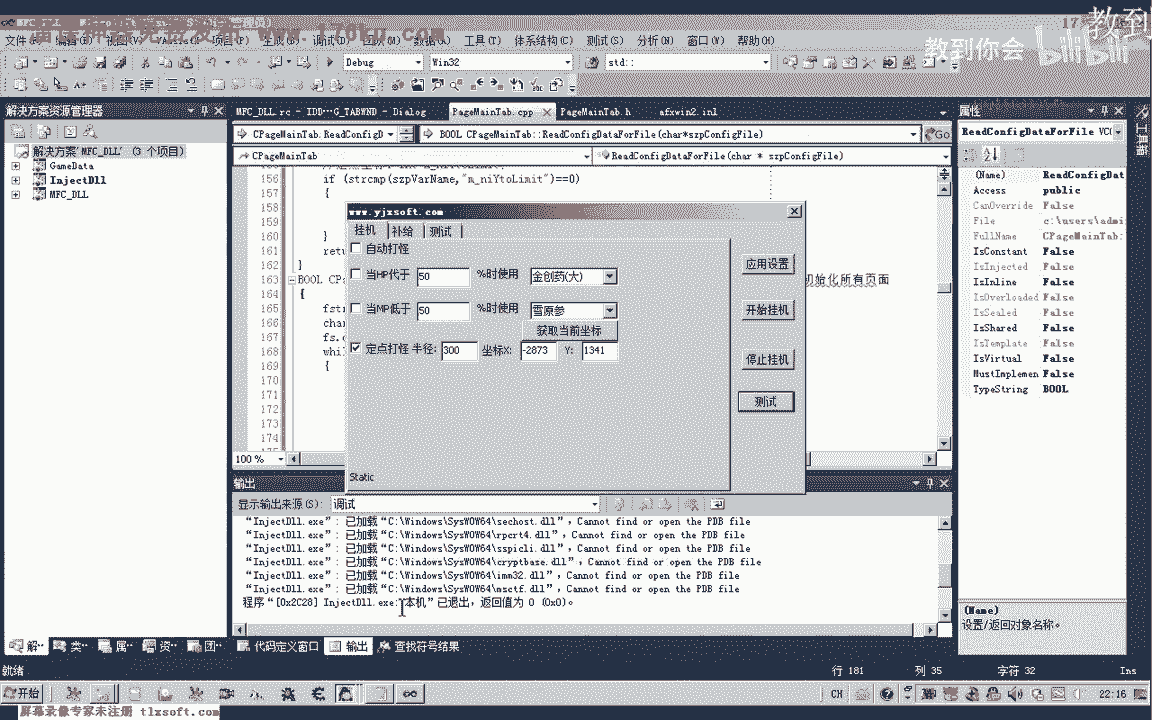 文件(F) 编辑(E) 视图(V) 项目(P) 生成(B) 调试(D) 数据(A) 工具(T) 体系结构(C) 测试(S) 分析(N) 窗口(W) 帮助(H)
教到你会 bilibili
Debug Win32 std::
解决方案资源管理器
解决方案"MFC_DLL" (3 个项目)
GameData
InjectDll
MFC_DLL
MFC_DLL.rc - IDD···G_TABWND - Dialog PageMainTab.cpp PageMainTab.h afxwin2.inl
CPageMainTab.ReadConfigD BOOL CPageMainTab::ReadConfigDataForFile(char*szpConfigFile) Go
CPageMainTab ReadConfigDataForFile(char * szpConfigFile)
156 if (strcmp(szpVarName,"m_niYtoLimit")==0)
157 {
158
159
160 }
161 retu
162 }
163 BOOL CPa 初始化所有页面
164 {
165 fstr
166 char
167 fs.o
168 whil
169 {
170
171
172
173
174
100 %
www.yjxsoft.com
挂机 补给 测试
自动打怪
当HP代于 50 %时使用 金创药(大)
当MP低于 50 %时使用 雪原参
获取当前坐标
定点打怪 半径: 300 坐标X: -2873 Y: 1341
Static
应用设置
开始挂机
停止挂机
测试
输出
显示输出来源(S): 调试
"InjectDll.exe": 已加载"C:\Windows\SysWOW64\sechost.dll", Cannot find or open the PDB file
"InjectDll.exe": 已加载"C:\Windows\SysWOW64\rpcrt4.dll", Cannot find or open the PDB file
"InjectDll.exe": 已加载"C:\Windows\SysWOW64\sspicli.dll", Cannot find or open the PDB file
"InjectDll.exe": 已加载"C:\Windows\SysWOW64\cryptbase.dll", Cannot find or open the PDB file
"InjectDll.exe": 已加载"C:\Windows\SysWOW64\imm32.dll", Cannot find or open the PDB file
"InjectDll.exe": 已加载"C:\Windows\SysWOW64\msctf.dll", Cannot find or open the PDB file
程序"[0x2C28] InjectDll.exe: 本机"已退出，返回值为 0 (0x0)。
属性
ReadConfigDataForFile VC
(Name) ReadConfigDat
Access public
CanOverride False
File c:\users\admi
FullName CPageMainTab:
IsConstant False
IsInjected False
IsInline False
IsOverloaded False
IsSealed False
IsShared False
IsTemplate False
IsVirtual False
MustImplemen False
TypeString BOOL
(Name)
设置/返回对象名称。
工具箱
解··· 类··· 属··· 资··· 团··· 代码定义窗口 输出 查找符号结果
就绪 行 181 列 35 字符 32 Ins
开始 CH 22:16
屏幕录像专家未注册 tlxsoft.com